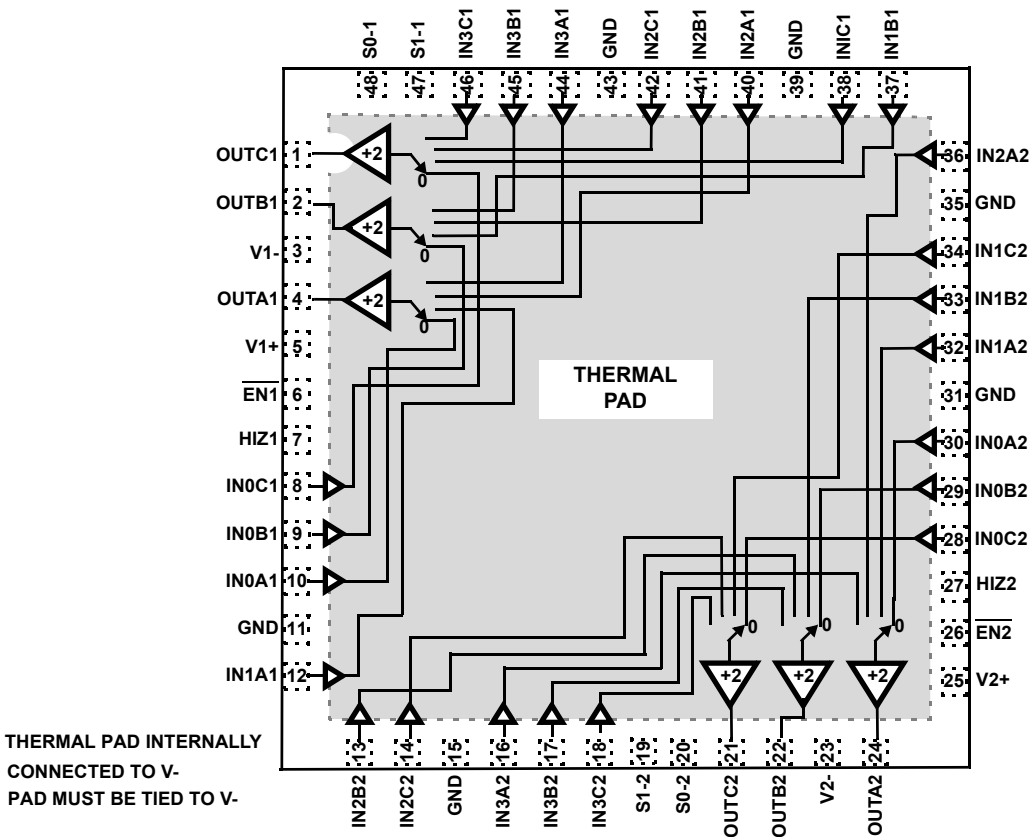 S0-1
S1-1
IN3C1
IN3B1
IN3A1
GND
IN2C1
IN2B1
IN2A1
GND
INIC1
IN1B1
48
47
46
45
44
43
42
41
40
39
38
37
OUTC1 1
OUTB1 2
V1- 3
OUTA1 4
V1+ 5
EN1 6
HIZ1 7
IN0C1 8
IN0B1 9
IN0A1 10
GND 11
IN1A1 12
+2
0
+2
0
+2
0
THERMAL
PAD
36 IN2A2
35 GND
34 IN1C2
33 IN1B2
32 IN1A2
31 GND
30 IN0A2
29 IN0B2
28 IN0C2
27 HIZ2
26 EN2
25 V2+
0
0
0
+2
+2
+2
13
14
15
16
17
18
19
20
21
22
23
24
IN2B2
IN2C2
GND
IN3A2
IN3B2
IN3C2
S1-2
S0-2
OUTC2
OUTB2
V2-
OUTA2
THERMAL PAD INTERNALLY
CONNECTED TO V-
PAD MUST BE TIED TO V-